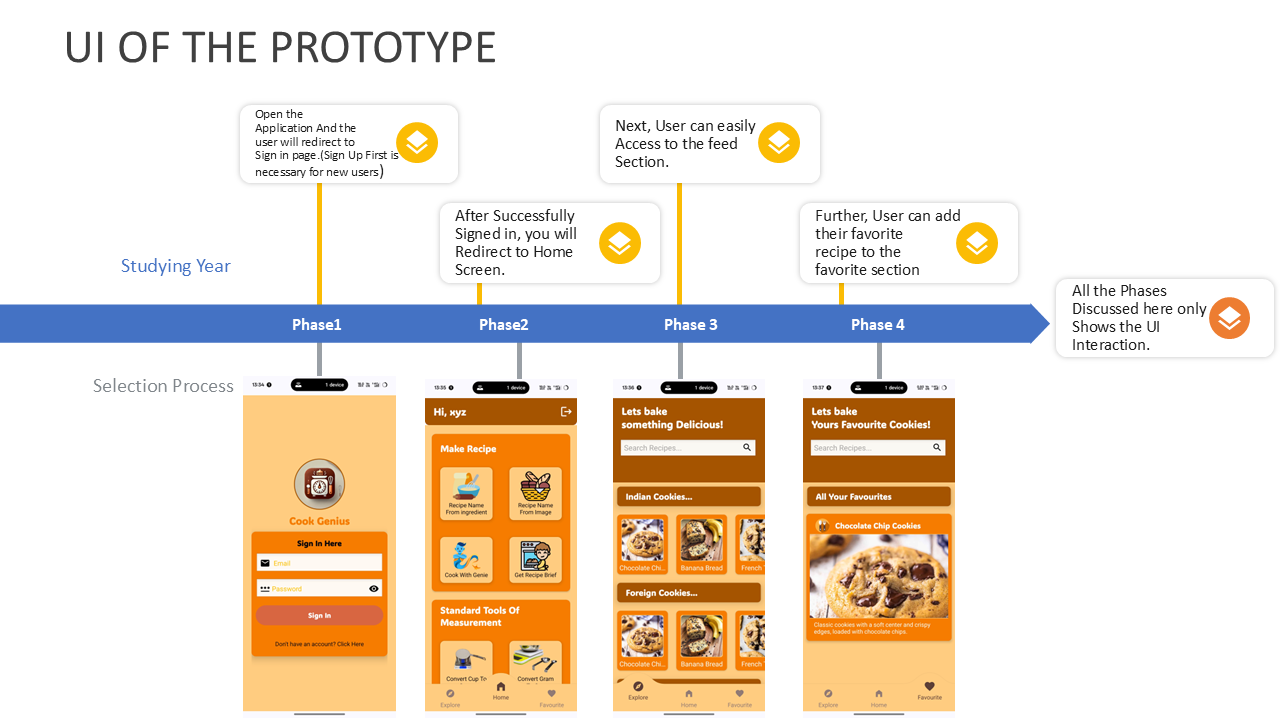 UI OF THE PROTOTYPE
Open the
Application And the
user will redirect to
Sign in page.(Sign Up First is
necessary for new users)
Next, User can easily
Access to the feed
Section.
After Successfully
Signed in, you will
Redirect to Home
Screen.
Further, User can add
their favorite
recipe to the
favorite section
Studying Year
All the Phases
Discussed here only
Shows the UI
Interaction.
Phase1
Phase2
Phase 3
Phase 4
Selection Process
13:34
1 device
Cook Genius
Sign In Here
Email
Password
Sign In
Don't have an account? Click Here
13:35
1 device
Hi, xyz
Make Recipe
Recipe Name
From ingredient
Recipe Name
From Image
Cook With Genie
Get Recipe Brief
Standard Tools Of
Measurement
Convert Cup To
Convert Gram
Explore
Home
Favourite
13:36
1 device
Lets bake
something Delicious!
Search Recipes...
Indian Cookies...
Chocolate Chi...
Banana Bread
French
Foreign Cookies...
Chocolate Chi...
Banana Bread
French
Explore
Home
Favourite
13:37
1 device
Lets bake
Yours Favourite Cookies!
Search Recipes...
All Your Favourites
Chocolate Chip Cookies
Classic cookies with a soft center and crispy
edges, loaded with chocolate chips.
Explore
Home
Favourite